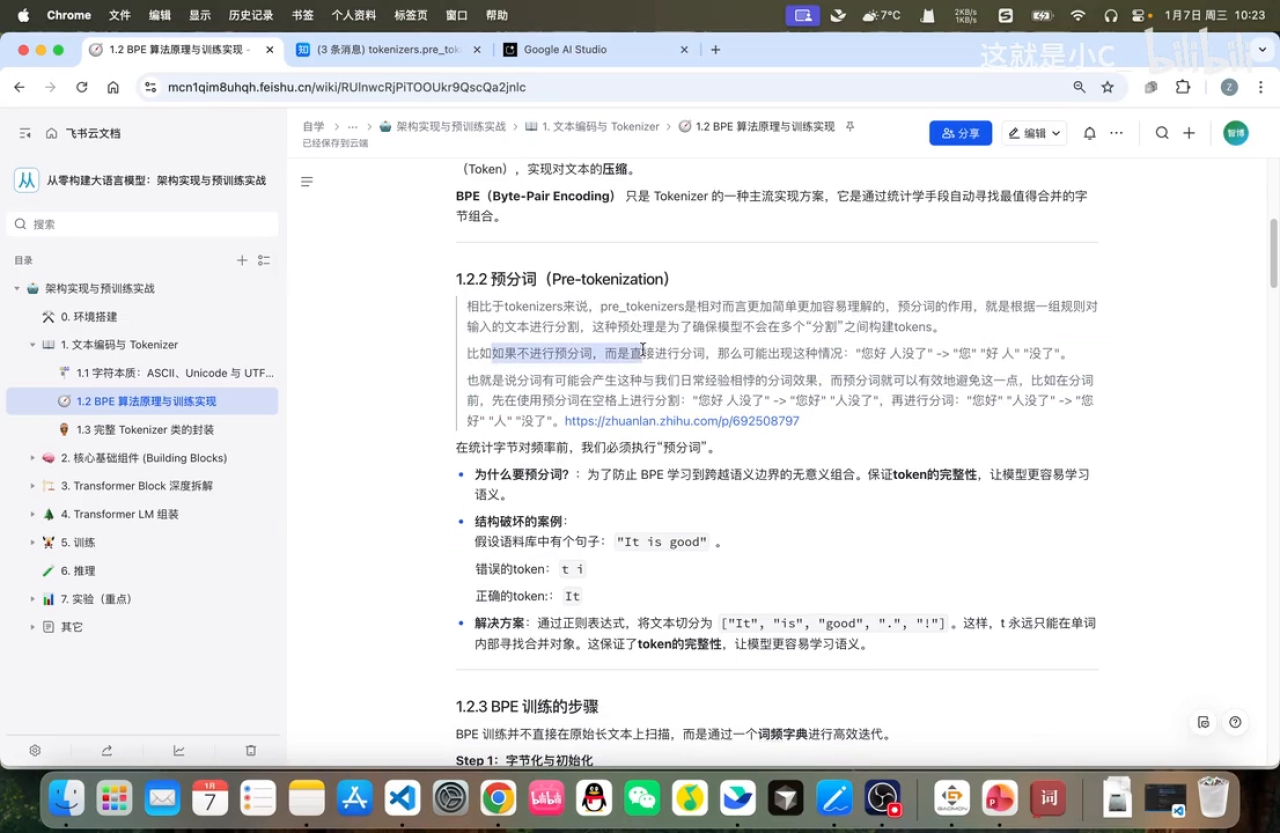 Chrome 文件 编辑 显示 历史记录 书签 个人资料 标签页 窗口 帮助
7°C 2KB/s 1KB/s 1月7日 周三 10:23
1.2 BPE 算法原理与训练实现 -
(3 条消息) tokenizers.pre_tok
Google AI Studio
这就是小C bilibili
mcn1qim8uhqh.feishu.cn/wiki/RUlnwcRjPiTOOUkr9QscQa2jnlc
飞书云文档
从零构建大语言模型：架构实现与预训练实战
搜索
目录
架构实现与预训练实战
0. 环境搭建
1. 文本编码与 Tokenizer
1.1 字符本质：ASCII、Unicode 与 UTF...
1.2 BPE 算法原理与训练实现
1.3 完整 Tokenizer 类的封装
2. 核心基础组件 (Building Blocks)
3. Transformer Block 深度拆解
4. Transformer LM 组装
5. 训练
6. 推理
7. 实验（重点）
其它
自学 > ... > 架构实现与预训练实战 > 1. 文本编码与 Tokenizer > 1.2 BPE 算法原理与训练实现
已经保存到云端
分享
编辑
智博
（Token），实现对文本的压缩。
BPE（Byte-Pair Encoding） 只是 Tokenizer 的一种主流实现方案，它是通过统计学手段自动寻找最值得合并的字
节组合。
1.2.2 预分词（Pre-tokenization）
相比于tokenizers来说，pre_tokenizers是相对而言更加简单更加容易理解的，预分词的作用，就是根据一组规则对
输入的文本进行分割，这种预处理是为了确保模型不会在多个“分割”之间构建tokens。
比如如果不进行预分词，而是直接进行分词，那么可能出现这种情况："您好 人没了" -> "您" "好 人" "没了"。
也就是说分词有可能会产生这种与我们日常经验相悖的分词效果，而预分词就可以有效地避免这一点，比如在分词
前，先在使用预分词在空格上进行分割："您好 人没了" -> "您好" "人没了"，再进行分词："您好" "人没了" -> "您
好" "人" "没了"。https://zhuanlan.zhihu.com/p/692508797
在统计字节对频率前，我们必须执行“预分词”。
为什么要预分词？：为了防止 BPE 学习到跨越语义边界的无意义组合。保证token的完整性，让模型更容易学习
语义。
结构破坏的案例：
假设语料库中有个句子： "It is good" 。
错误的token: t i
正确的token:: It
解决方案：通过正则表达式，将文本切分为 ["It", "is", "good", ".", "!"] 。这样，t 永远只能在单词
内部寻找合并对象。这保证了token的完整性，让模型更容易学习语义。
1.2.3 BPE 训练的步骤
BPE 训练并不直接在原始长文本上扫描，而是通过一个词频字典进行高效迭代。
Step 1：字节化与初始化
1月
7
bilibili
词